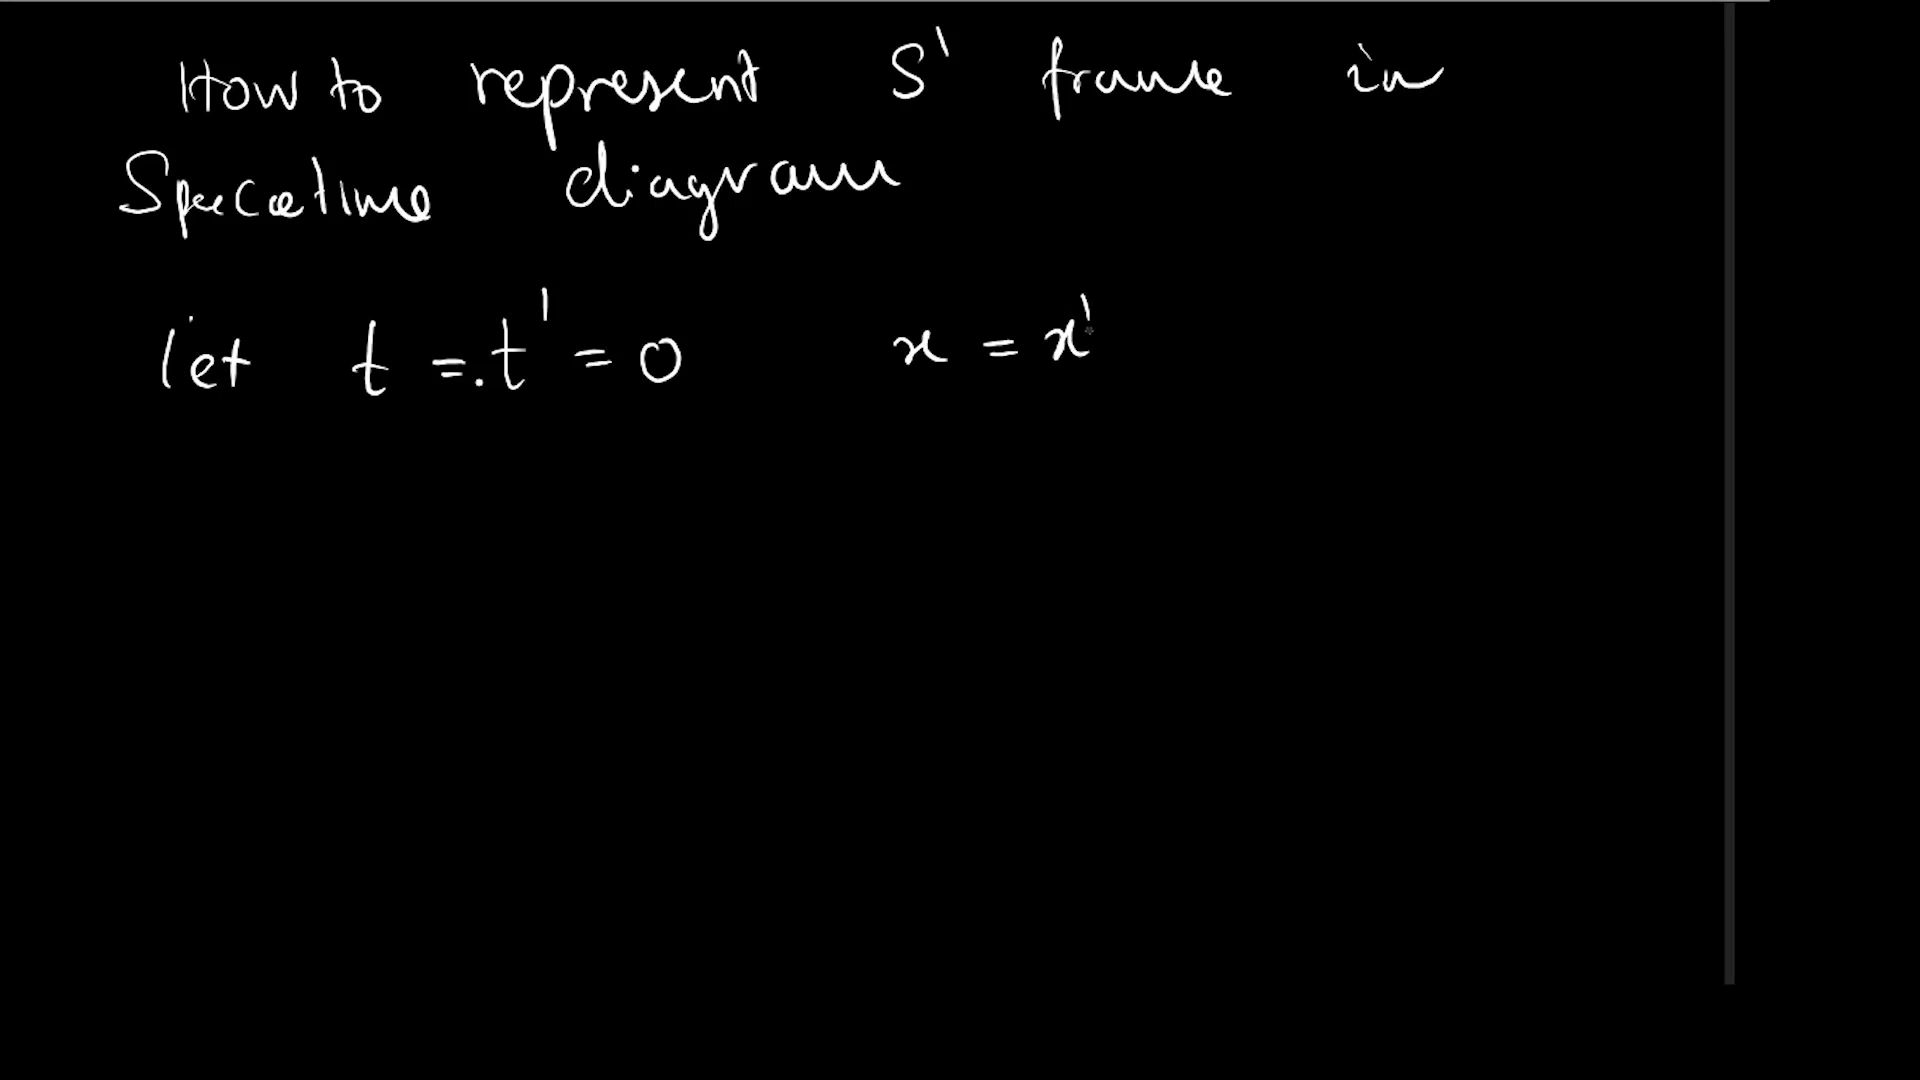 How to represent S' frame in
Spacetime diagram
let t = t' = 0 x = x'